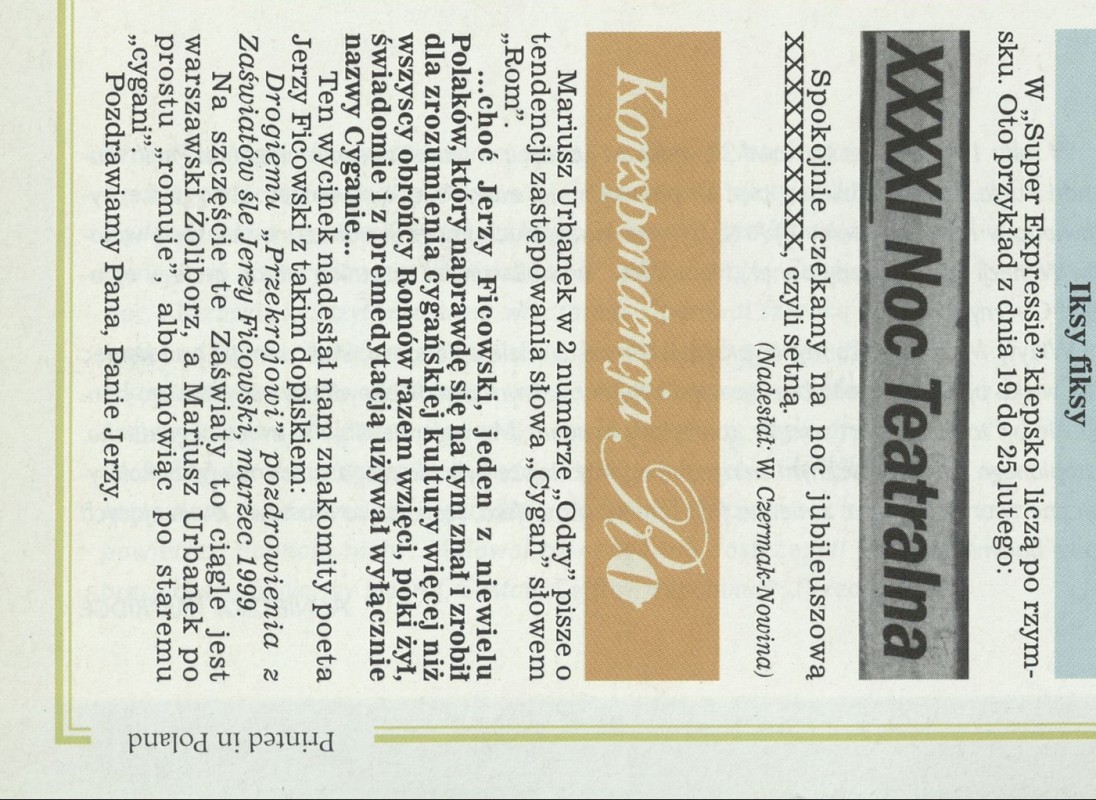 Iksy fiksy
W „Super Expressie” kiepsko liczą po rzym-
sku. Oto przykład z dnia 19 do 25 lutego:
XXXI Noc Teatralna
Spokojnie czekamy na noc jubileuszową
XXXXXXXXXX, czyli setną.
(Nadesłał: W. Czermak-Nowina)
Korespondencja
Ro
Mariusz Urbanek w 2 numerze „Odry” pisze o
tendencji zastępowania słowa „Cygan” słowem
„Rom”.
...choć Jerzy Ficowski, jeden z niewielu
Polaków, który naprawdę się na tym znał i zrobił
dla zrozumienia cygańskiej kultury więcej niż
wszyscy obrońcy Romów razem wzięci, póki żył,
świadomie i z premedytacją używał wyłącznie
nazwy Cyganie...
Ten wycinek nadesłał nam znakomity poeta
Jerzy Ficowski z takim dopiskiem:
Drogiemu „Przekrojowi” pozdrowienia z
Zaświatów śle Jerzy Ficowski, marzec 1999.
Na szczęście te Zaświaty, to ciągle jest
warszawski Żoliborz, a Mariusz Urbanek po
prostu „romuje” albo mówiąc po staremu
„cygani”.
Pozdrawiamy Pana, Panie Jerzy.
Printed in Poland